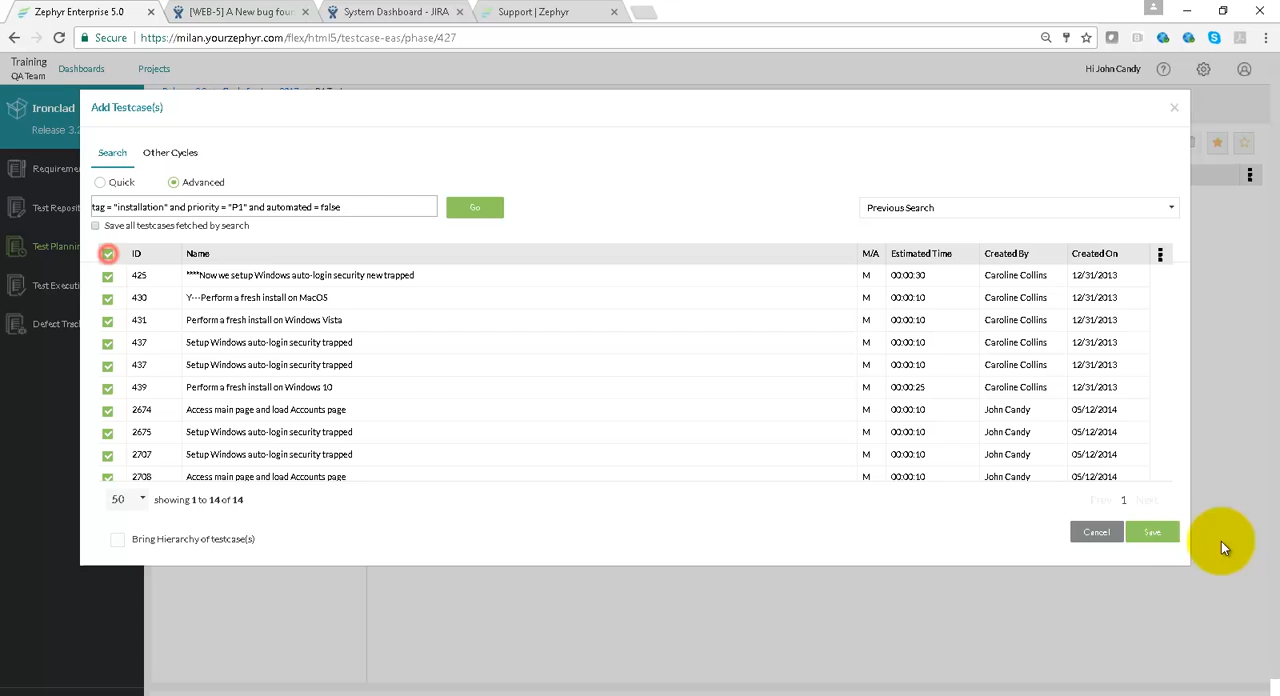 Zephyr Enterprise 5.0
[WEB-5] A New bug foun
System Dashboard - JIRA
Support | Zephyr
Secure
https://milan.yourzephyr.com/flex/html5/testcase-eas/phase/427
Training
QA Team
Dashboards
Projects
Hi John Candy
Ironclad
Release 3.2
Requireme
Test Reposit
Test Plannin
Test Executi
Defect Track
Add Testcase(s)
Search
Other Cycles
Quick
Advanced
tag = "installation" and priority = "P1" and automated = false
Go
Previous Search
Save all testcases fetched by search
ID Name M/A Estimated Time Created By Created On
425 ****Now we setup Windows auto-login security new trapped M 00:00:30 Caroline Collins 12/31/2013
430 Y---Perform a fresh install on MacOS M 00:00:10 Caroline Collins 12/31/2013
431 Perform a fresh install on Windows Vista M 00:00:10 Caroline Collins 12/31/2013
437 Setup Windows auto-login security trapped M 00:00:10 Caroline Collins 12/31/2013
437 Setup Windows auto-login security trapped M 00:00:10 Caroline Collins 12/31/2013
439 Perform a fresh install on Windows 10 M 00:00:25 Caroline Collins 12/31/2013
2674 Access main page and load Accounts page M 00:00:10 John Candy 05/12/2014
2675 Setup Windows auto-login security trapped M 00:00:10 John Candy 05/12/2014
2707 Setup Windows auto-login security trapped M 00:00:10 John Candy 05/12/2014
2708 Access main page and load Accounts page M 00:00:10 John Candy 05/12/2014
50 showing 1 to 14 of 14
Prev 1 Next
Bring Hierarchy of testcase(s)
Cancel
Save